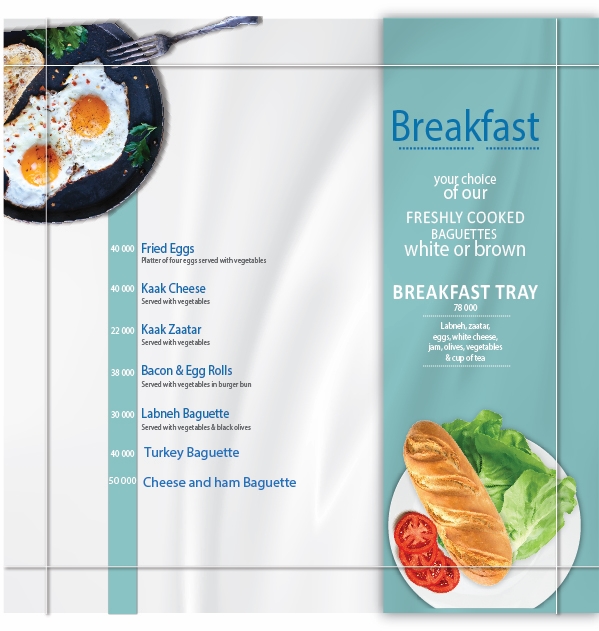 40 000 Fried Eggs
Platter of four eggs served with vegetables
40 000 Kaak Cheese
Served with vegetables
22 000 Kaak Zaatar
Served with vegetables
38 000 Bacon & Egg Rolls
Served with vegetables in burger bun
30 000 Labneh Baguette
Served with vegetables & black olives
40 000 Turkey Baguette
50 000 Cheese and ham Baguette
Breakfast
your choice
of our
FRESHLY COOKED
BAGUETTES
white or brown
BREAKFAST TRAY
78 000
Labneh, zaatar,
eggs, white cheese,
jam, olives, vegetables
& cup of tea